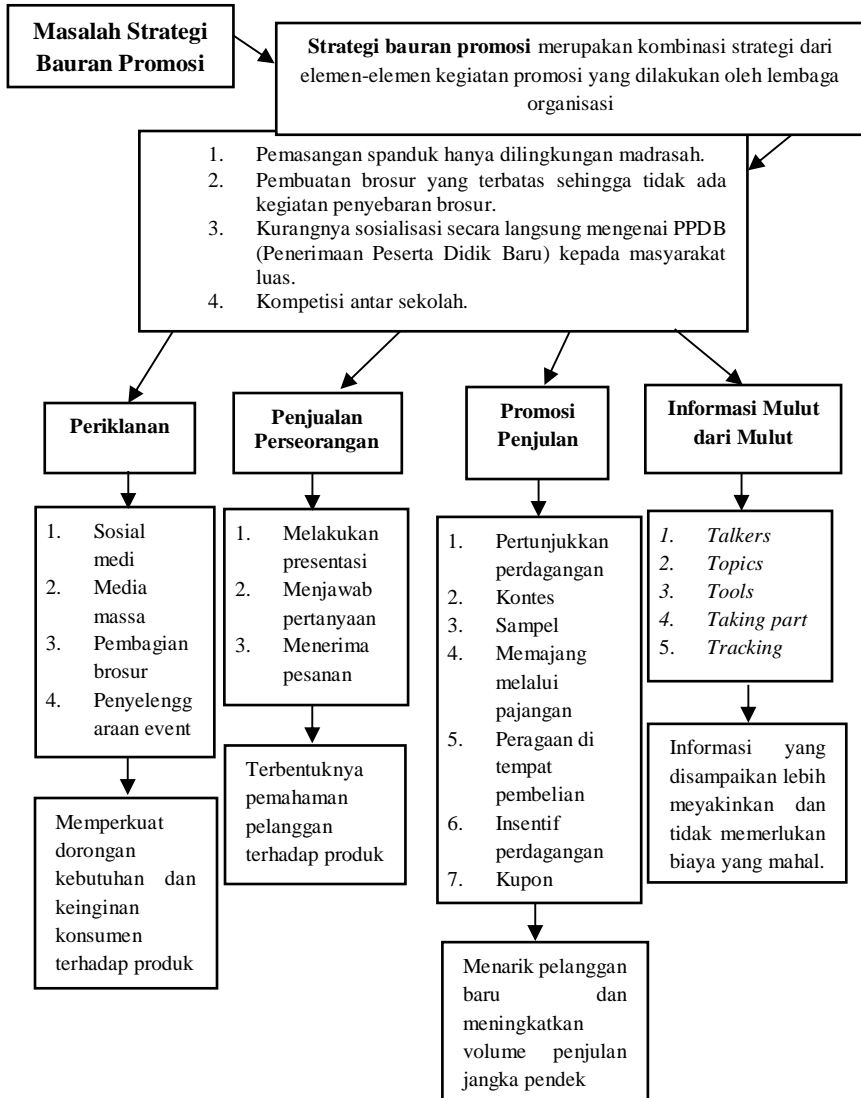 Masalah Strategi
Bauran Promosi
Strategi bauran promosi merupakan kombinasi strategi dari
elemen-elemen kegiatan promosi yang dilakukan oleh lembaga
organisasi
1. Pemasangan spanduk hanya dilingkungan madrasah.
2. Pembuatan brosur yang terbatas sehingga tidak ada
kegiatan penyebaran brosur.
3. Kurangnya sosialisasi secara langsung mengenai PPDB
(Penerimaan Peserta Didik Baru) kepada masyarakat
luas.
4. Kompetisi antar sekolah.
Periklanan
1. Sosial
medi
2. Media
massa
3. Pembagian
brosur
4. Penyelengg
araan event
Memperkuat
dorongan
kebutuhan dan
keinginan
konsumen
terhadap produk
Penjualan
Perseorangan
1. Melakukan
presentasi
2. Menjawab
pertanyaan
3. Menerima
pesanan
Terbentuknya
pemahaman
pelanggan
terhadap produk
Promosi
Penjulan
1. Pertunjukkan
perdagangan
2. Kontes
3. Sampel
4. Memajang
melalui
pajangan
5. Peragaan di
tempat
pembelian
6. Insentif
perdagangan
7. Kupon
Menarik pelanggan
baru dan
meningkatkan
volume penjulan
jangka pendek
Informasi Mulut
dari Mulut
1. Talkers
2. Topics
3. Tools
4. Taking part
5. Tracking
Informasi yang
disampaikan lebih
meyakinkan dan
tidak memerlukan
biaya yang mahal.